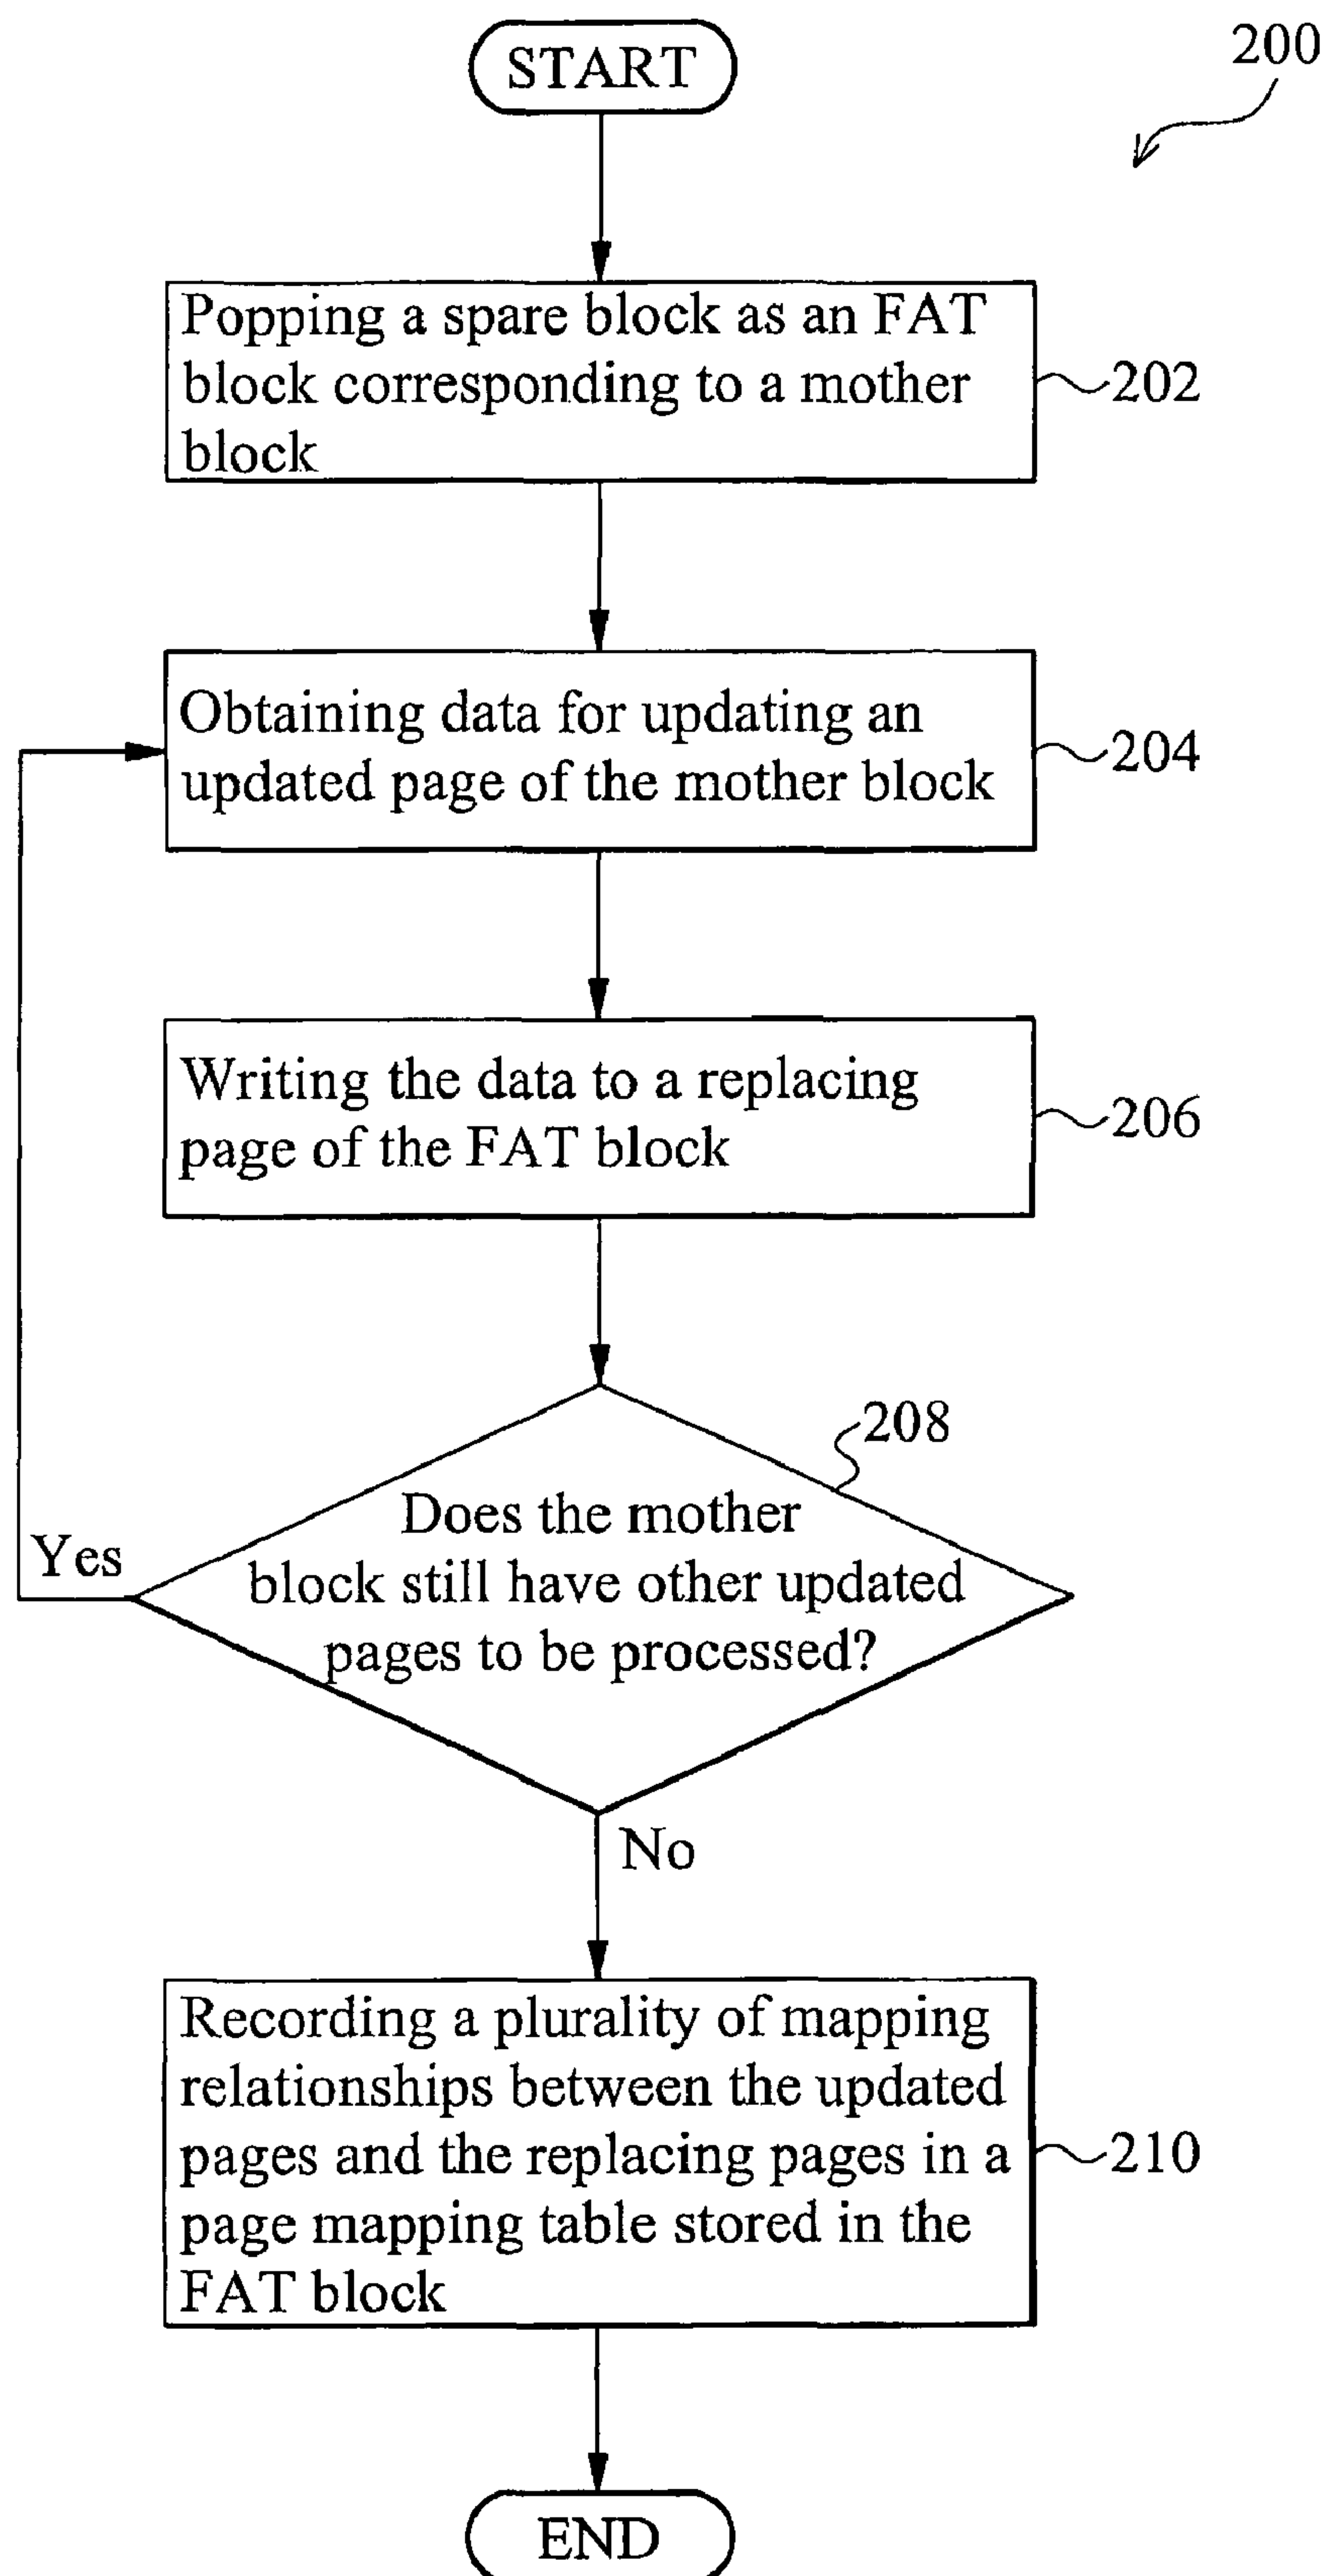 START
200
Popping a spare block as an FAT
block corresponding to a mother
block
202
Obtaining data for updating an
updated page of the mother block
204
Writing the data to a replacing
page of the FAT block
206
208
Does the mother
block still have other updated
pages to be processed?
Yes
No
Recording a plurality of mapping
relationships between the updated
pages and the replacing pages in a
page mapping table stored in the
FAT block
210
END